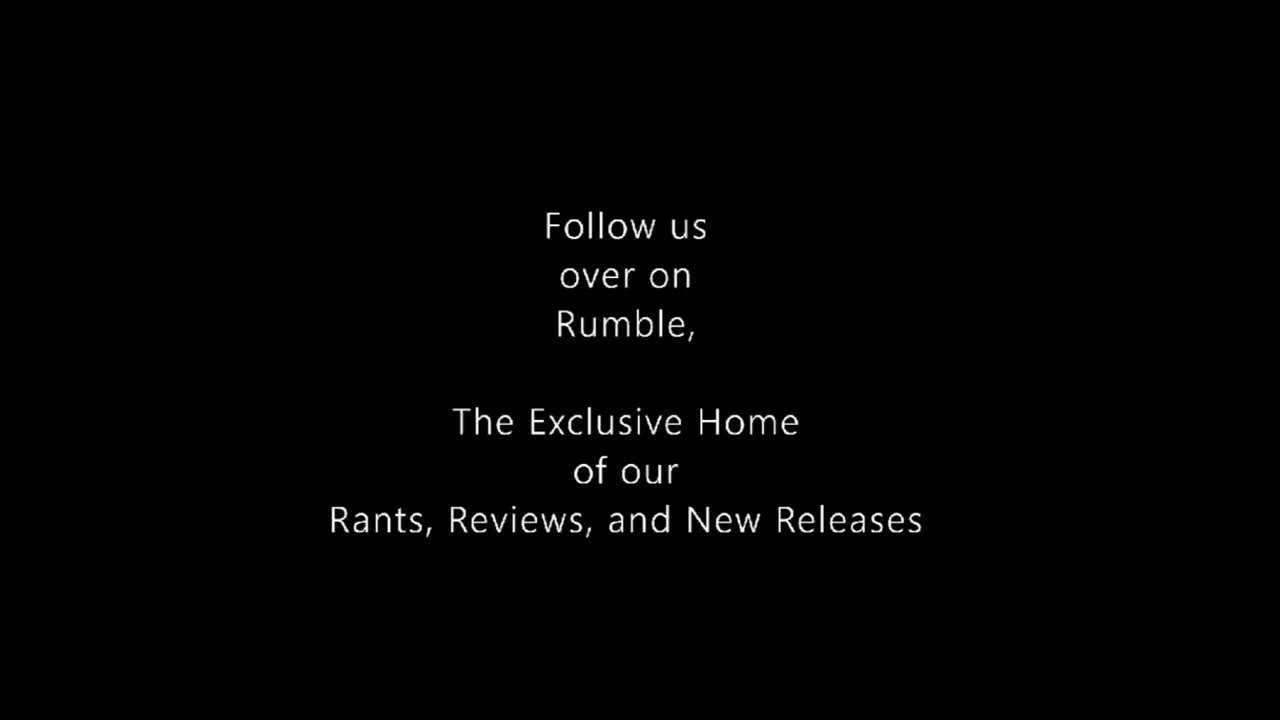 Follow us
over on
Rumble,
The Exclusive Home
of our
Rants, Reviews, and New Releases